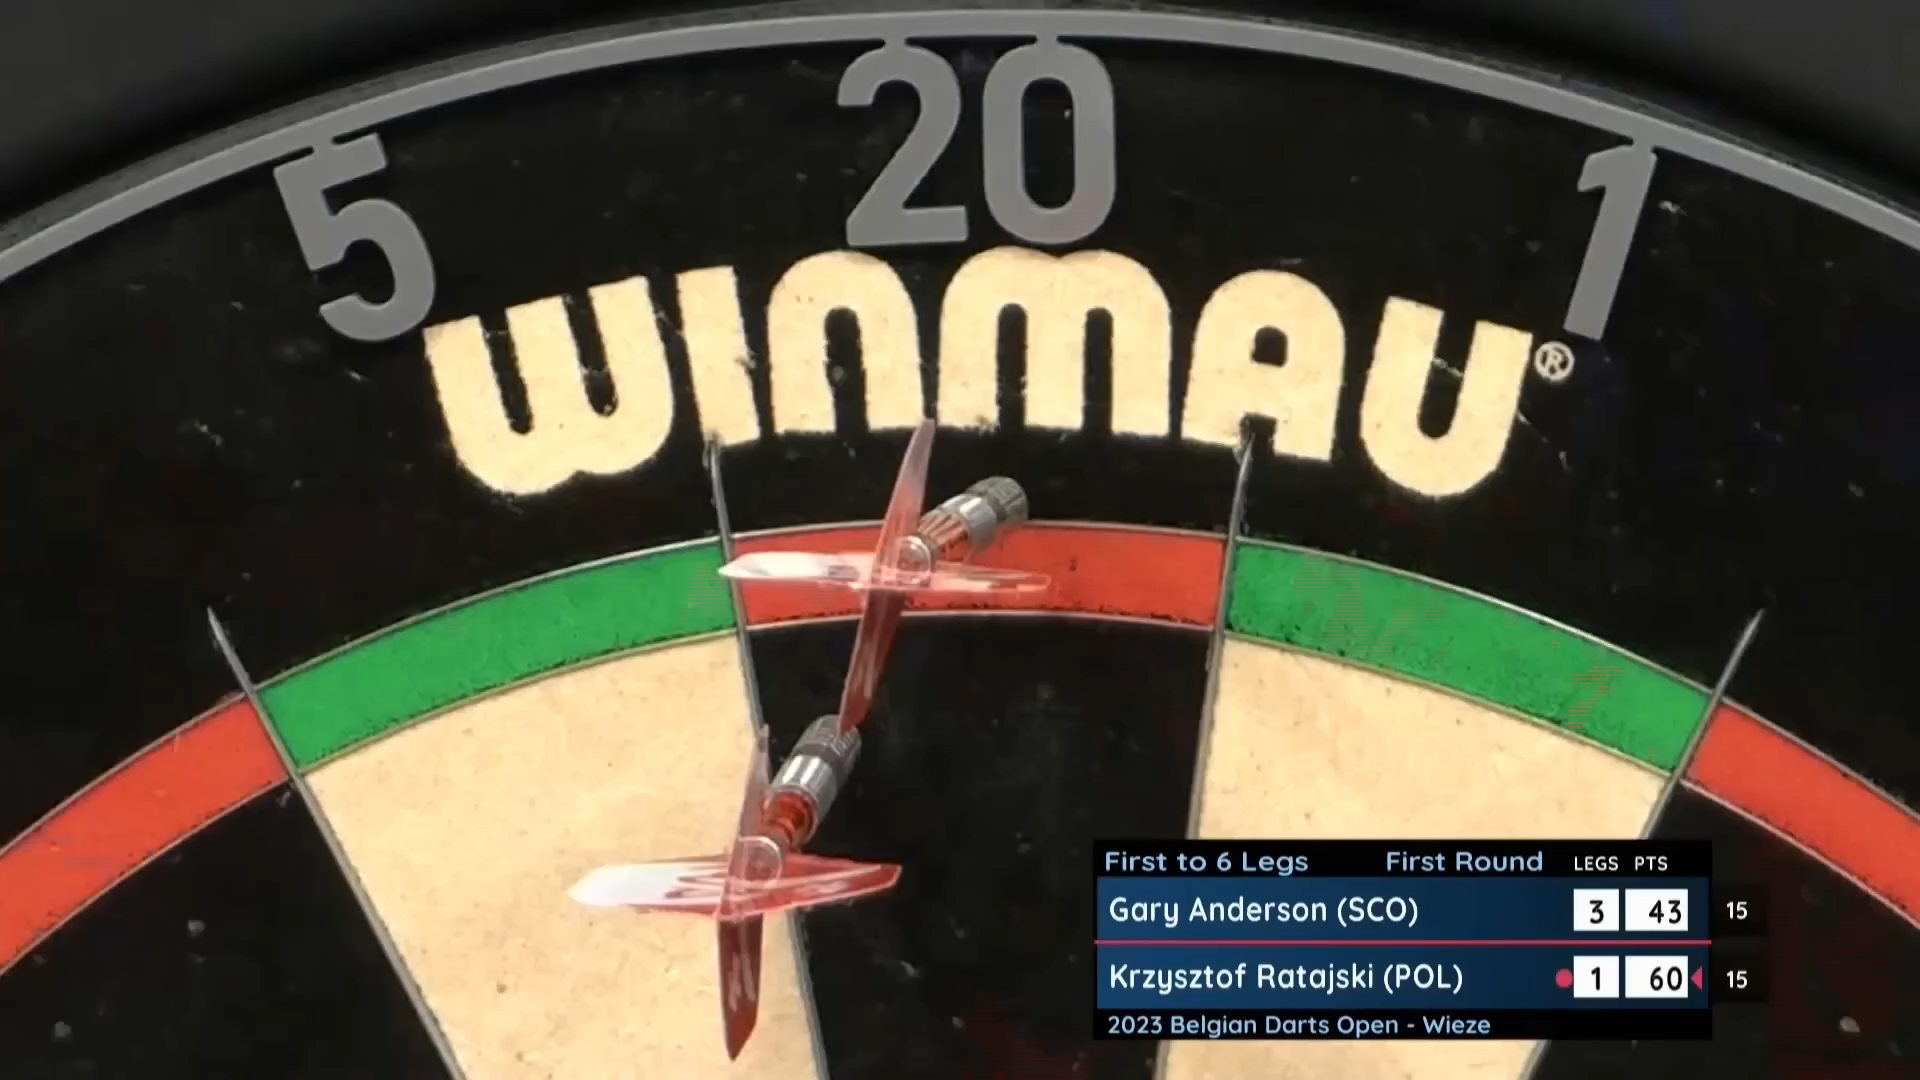 5 20 1
WINMAU®
First to 6 Legs First Round LEGS PTS
Gary Anderson (SCO) 3 43 15
Krzysztof Ratajski (POL) 1 60 15
2023 Belgian Darts Open - Wieze